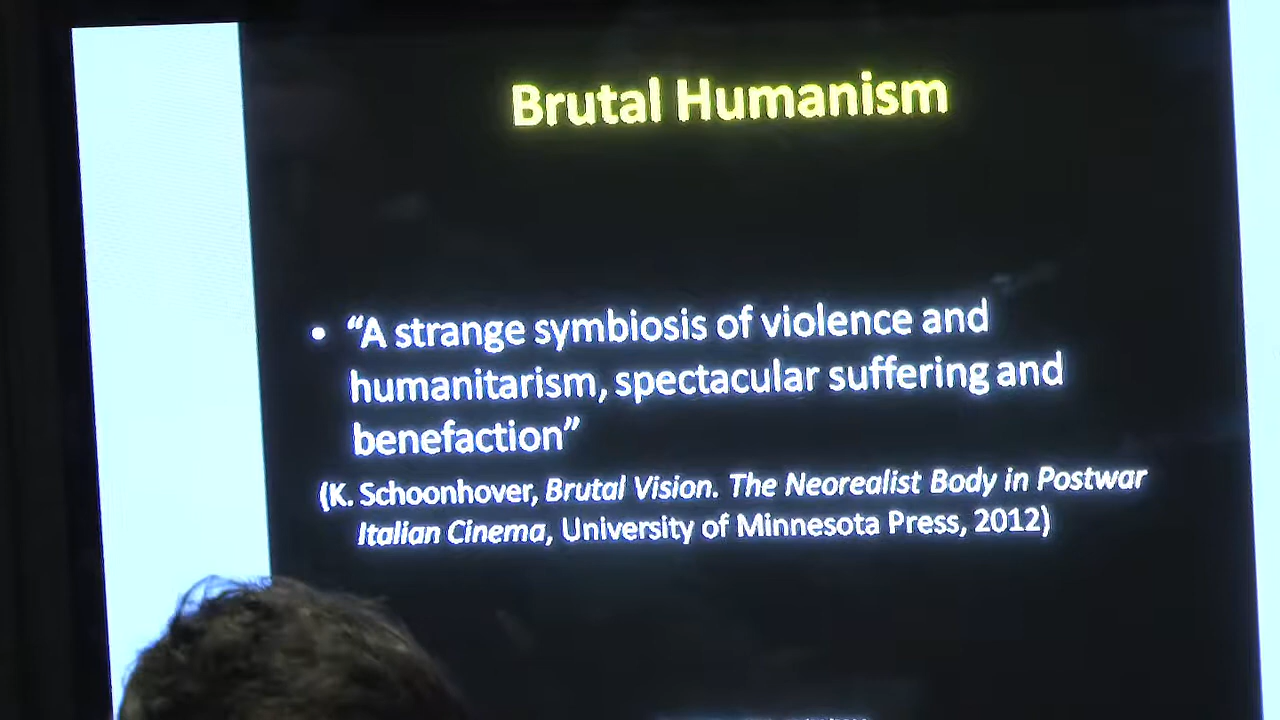 Brutal Humanism
• “A strange symbiosis of violence and
humanitarism, spectacular suffering and
benefaction”
(K. Schoonhover, Brutal Vision. The Neorealist Body in Postwar
Italian Cinema, University of Minnesota Press, 2012)